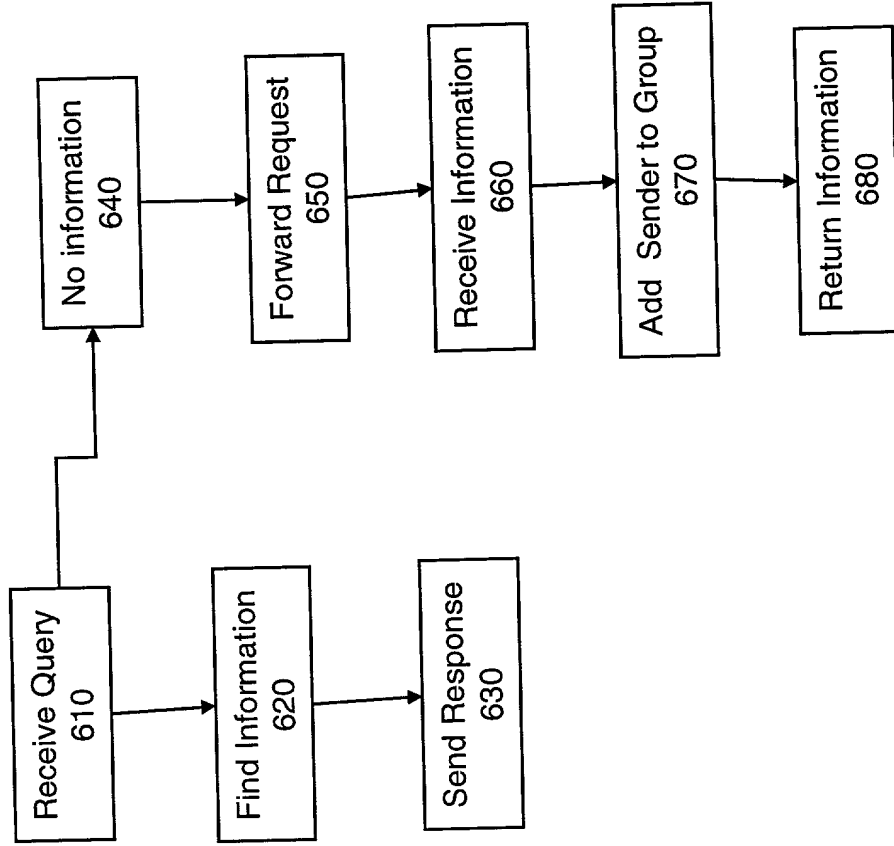 Receive Query
610
Find Information
620
Send Response
630
No information
640
Forward Request
650
Receive Information
660
Add Sender to Group
670
Return Information
680